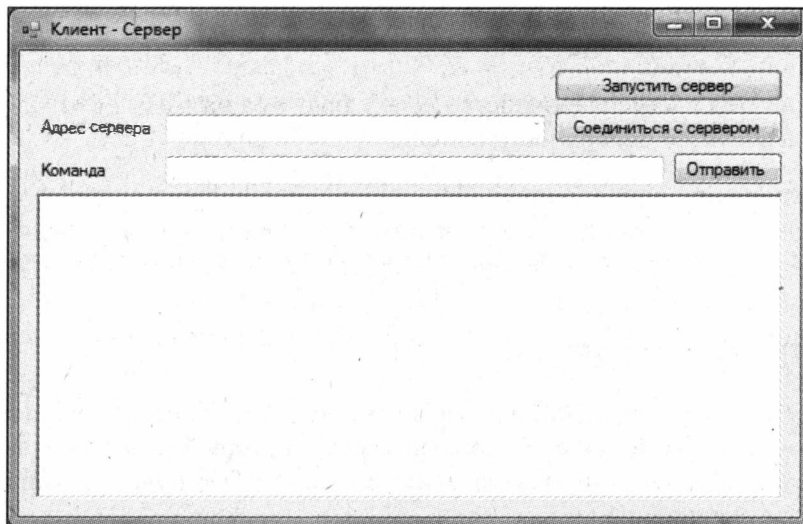 Клиент - Сервер
Запустить сервер
Адрес сервера
Соединиться с сервером
Команда
Отправить